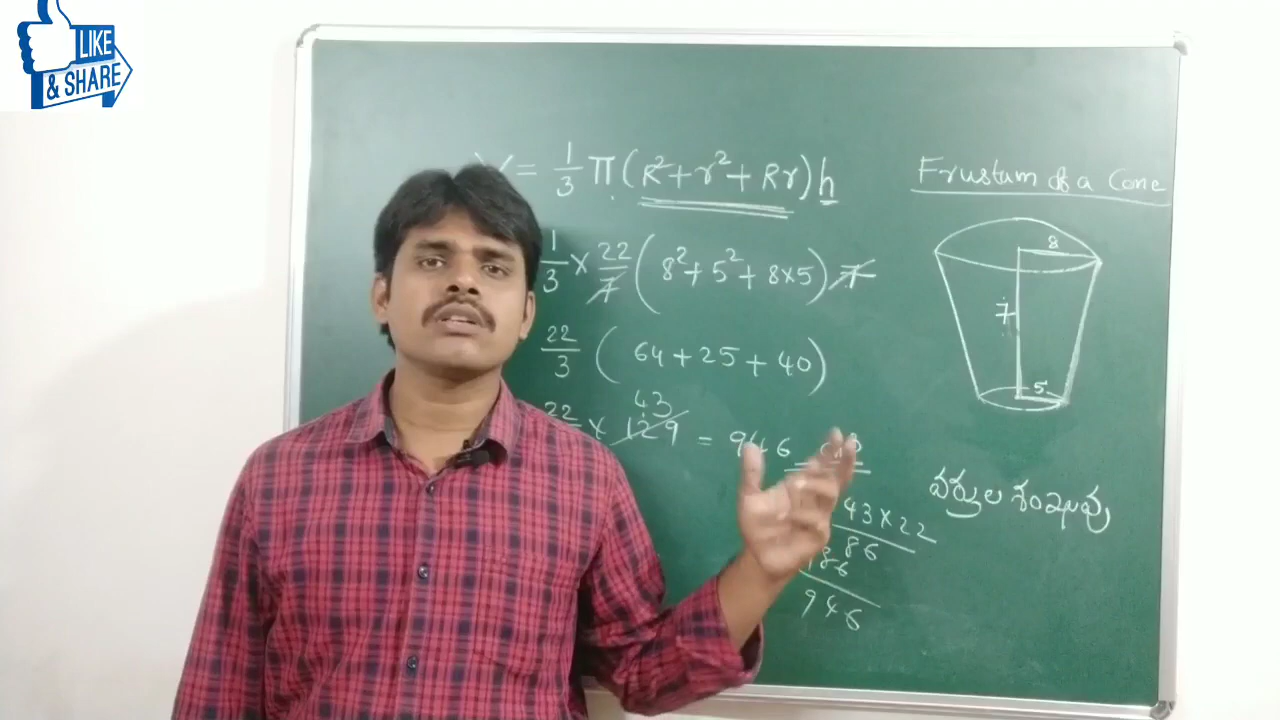 LIKE
& SHARE
V = 1/3 π (R² + r² + Rr) h
Frustum of a Cone
1/3 × 22/7 (8² + 5² + 8×5) 7
8
7
5
22/3 (64 + 25 + 40)
43
22 × 129 = 946
వర్తుల శంఖువు
43 × 22
86
86
946